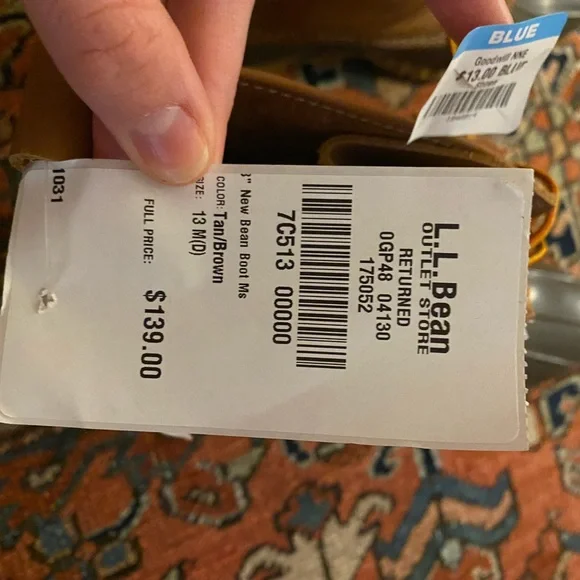 BLUE
Goodwill NNE
$13.00 BLUE
Shoes
L.L.Bean
OUTLET STORE
RETURNED
0GP48 04130
175052
7C513 00000
" New Bean Boot Ms
COLOR: Tan/Brown
SIZE: 13 M(D)
FULL PRICE: $139.00
1031